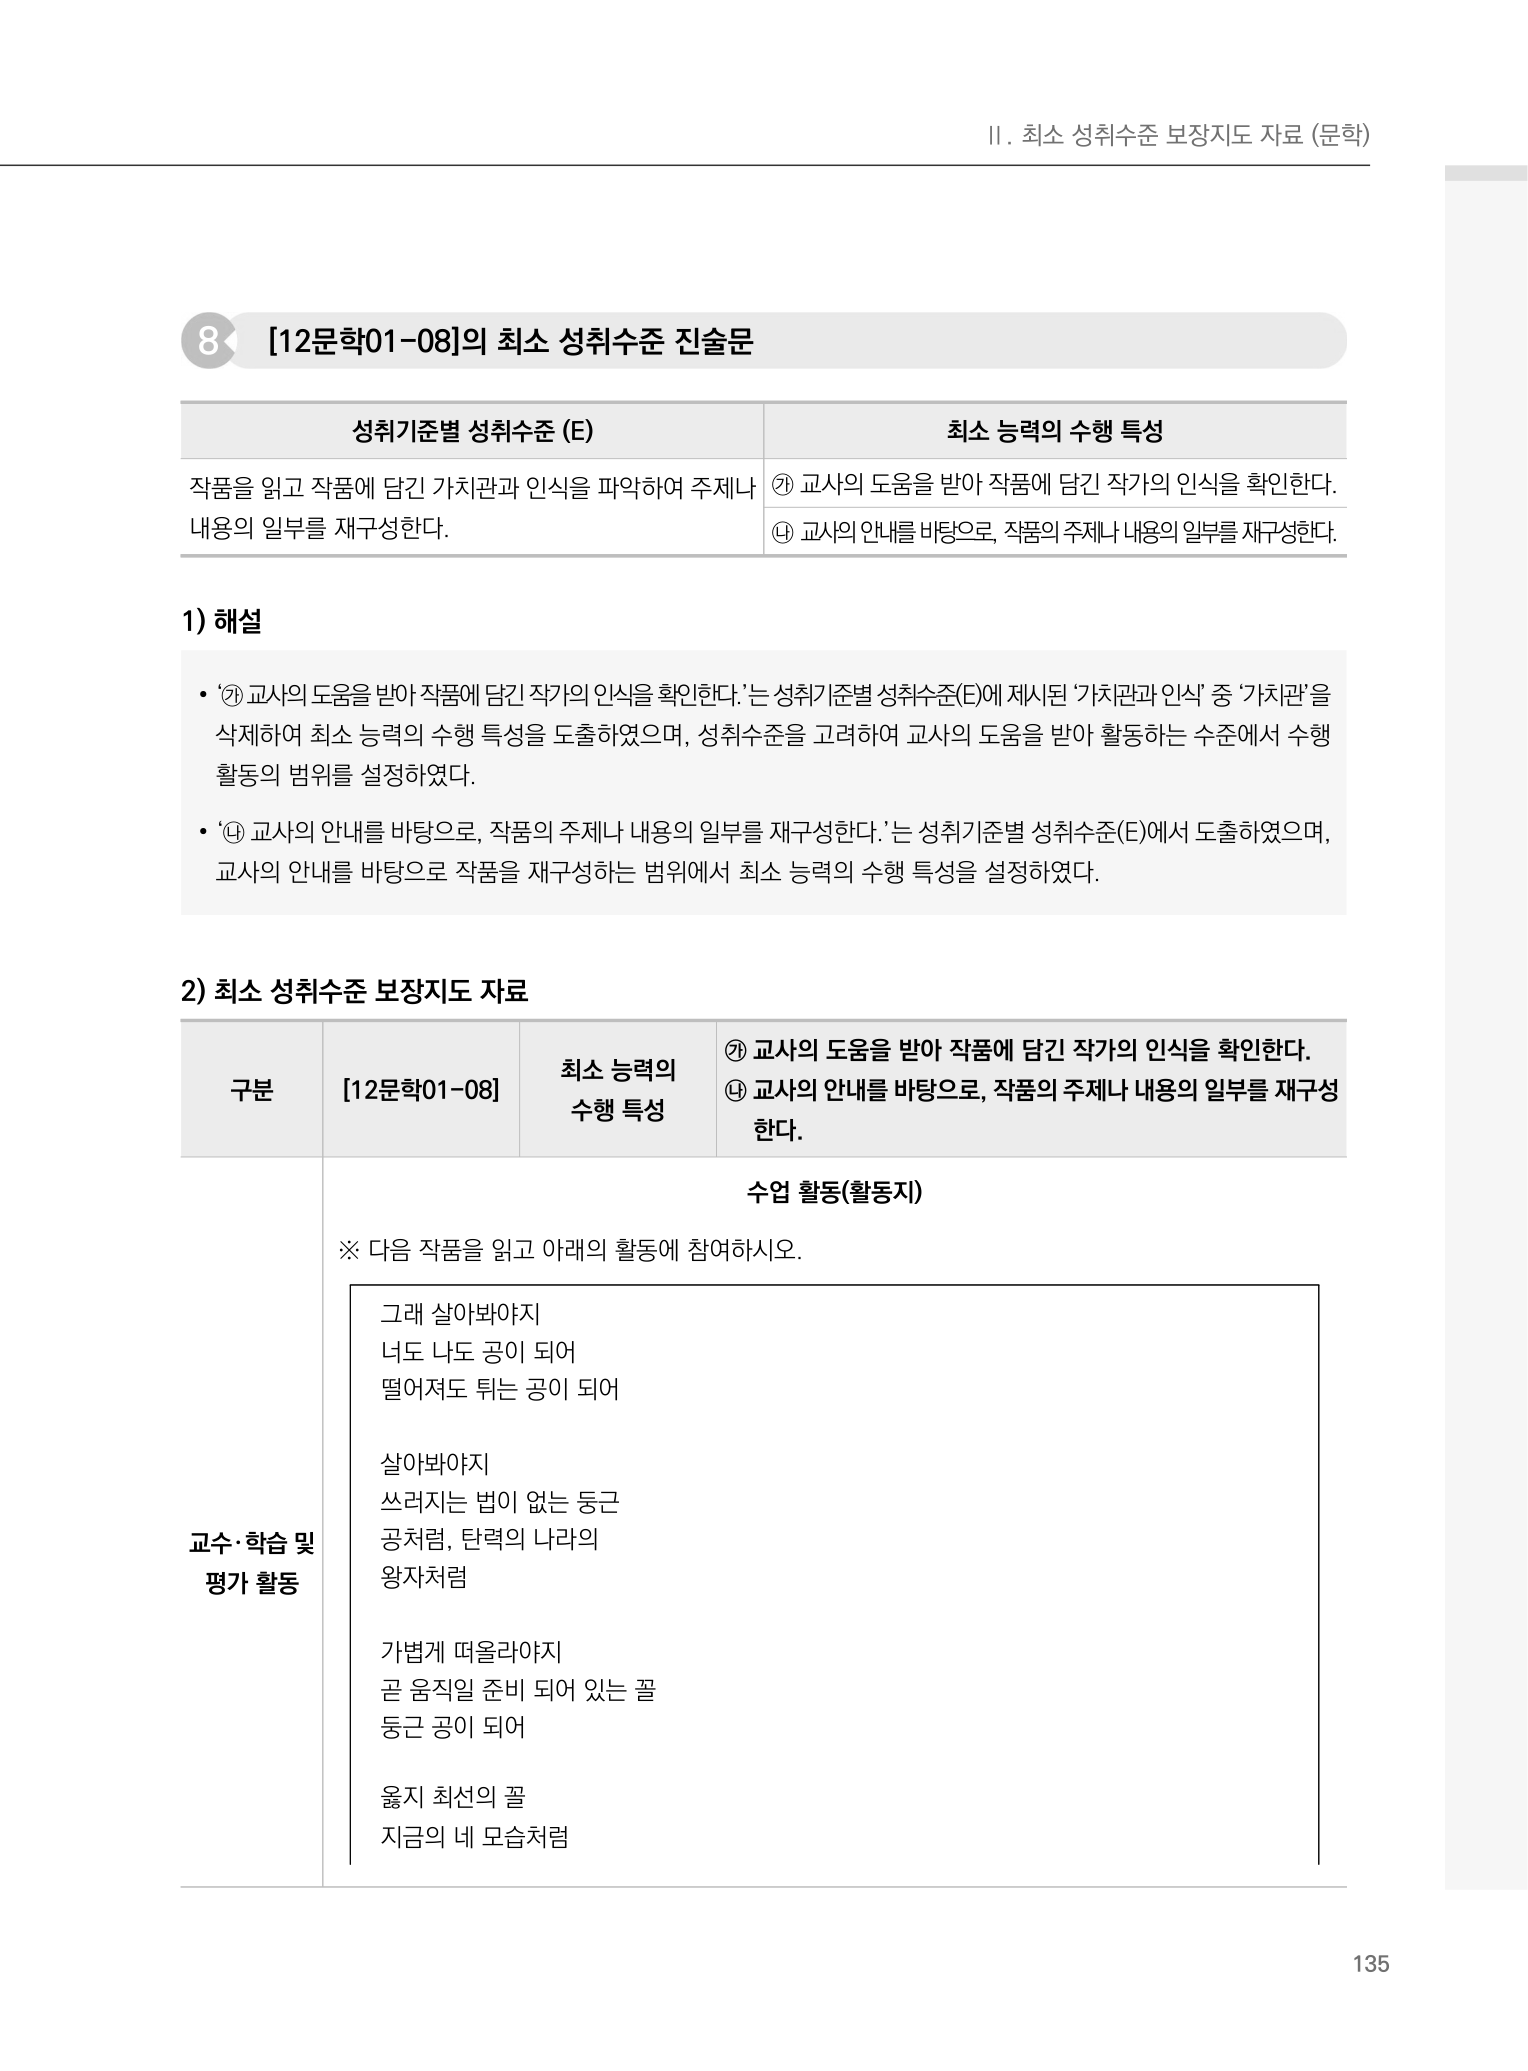 Ⅱ. 최소 성취수준 보장지도 자료 (문학)
8 [12문학01-08]의 최소 성취수준 진술문
성취기준별 성취수준 (E) 최소 능력의 수행 특성
작품을 읽고 작품에 담긴 가치관과 인식을 파악하여 주제나
내용의 일부를 재구성한다.
㉮ 교사의 도움을 받아 작품에 담긴 작가의 인식을 확인한다.
㉯ 교사의 안내를 바탕으로, 작품의 주제나 내용의 일부를 재구성한다.
1) 해설
• ‘㉮ 교사의 도움을 받아 작품에 담긴 작가의 인식을 확인한다.’는 성취기준별 성취수준(E)에 제시된 ‘가치관과 인식’ 중 ‘가치관’을
삭제하여 최소 능력의 수행 특성을 도출하였으며, 성취수준을 고려하여 교사의 도움을 받아 활동하는 수준에서 수행
활동의 범위를 설정하였다.
• ‘㉯ 교사의 안내를 바탕으로, 작품의 주제나 내용의 일부를 재구성한다.’는 성취기준별 성취수준(E)에서 도출하였으며,
교사의 안내를 바탕으로 작품을 재구성하는 범위에서 최소 능력의 수행 특성을 설정하였다.
2) 최소 성취수준 보장지도 자료
구분
[12문학01-08]
최소 능력의
수행 특성
㉮ 교사의 도움을 받아 작품에 담긴 작가의 인식을 확인한다.
㉯ 교사의 안내를 바탕으로, 작품의 주제나 내용의 일부를 재구성
한다.
교수·학습 및
평가 활동
수업 활동(활동지)
※ 다음 작품을 읽고 아래의 활동에 참여하시오.
그래 살아봐야지
너도 나도 공이 되어
떨어져도 튀는 공이 되어
살아봐야지
쓰러지는 법이 없는 둥근
공처럼, 탄력의 나라의
왕자처럼
가볍게 떠올라야지
곧 움직일 준비 되어 있는 꼴
둥근 공이 되어
옳지 최선의 꼴
지금의 네 모습처럼
135